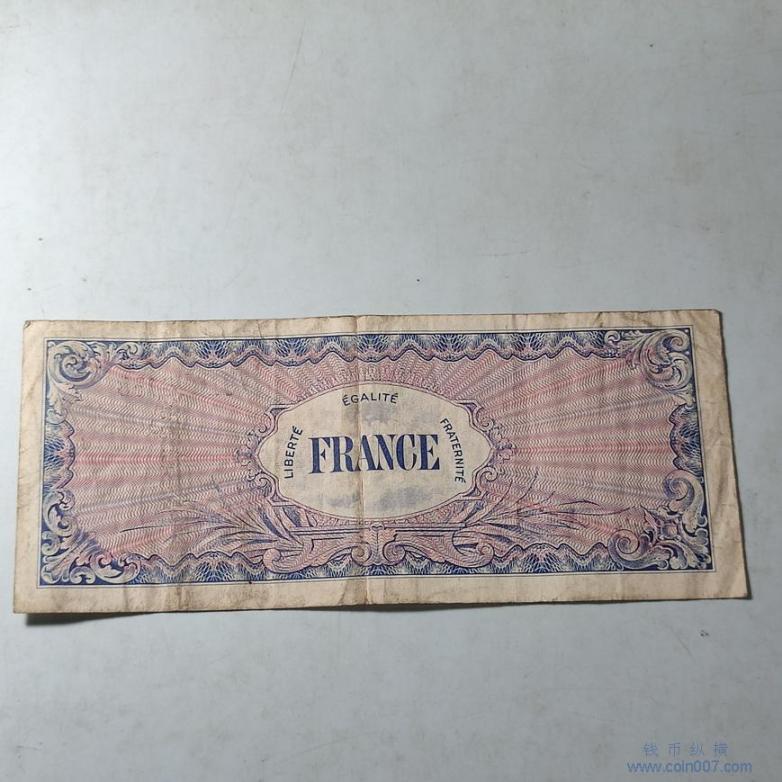 LIBERTÉ
ÉGALITÉ
FRATERNITÉ
FRANCE
钱币纵横
www.coin007.com